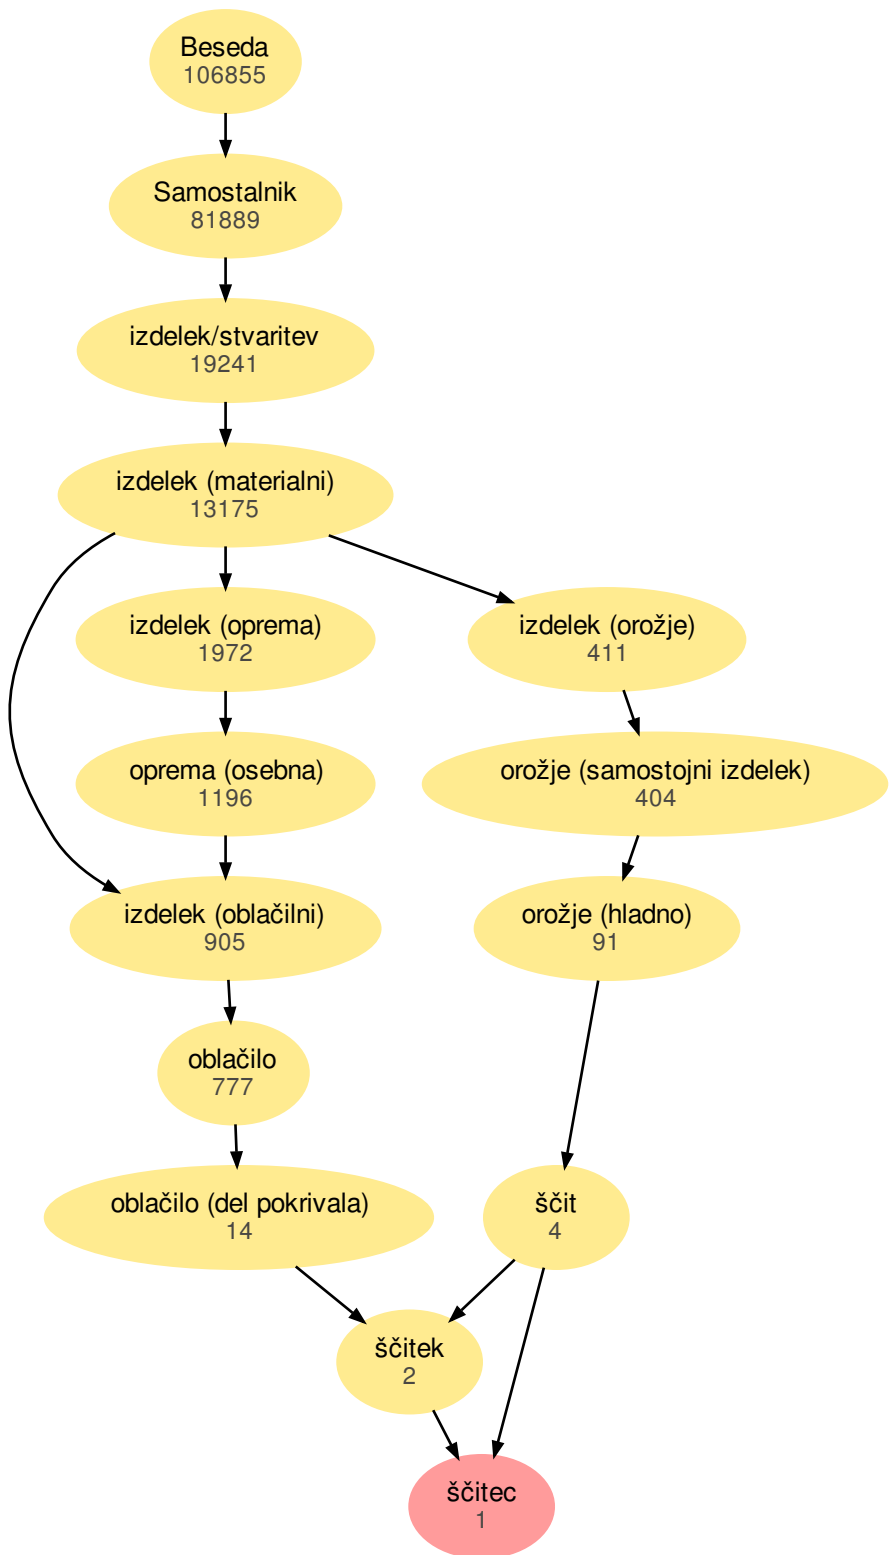 Beseda
106855
Samostalnik
81889
izdelek/stvaritev
19241
izdelek (materialni)
13175
izdelek (oprema)
1972
izdelek (orožje)
411
oprema (osebna)
1196
orožje (samostojni izdelek)
404
izdelek (oblačilni)
905
orožje (hladno)
91
oblačilo
777
oblačilo (del pokrivala)
14
ščit
4
ščitek
2
ščitec
1